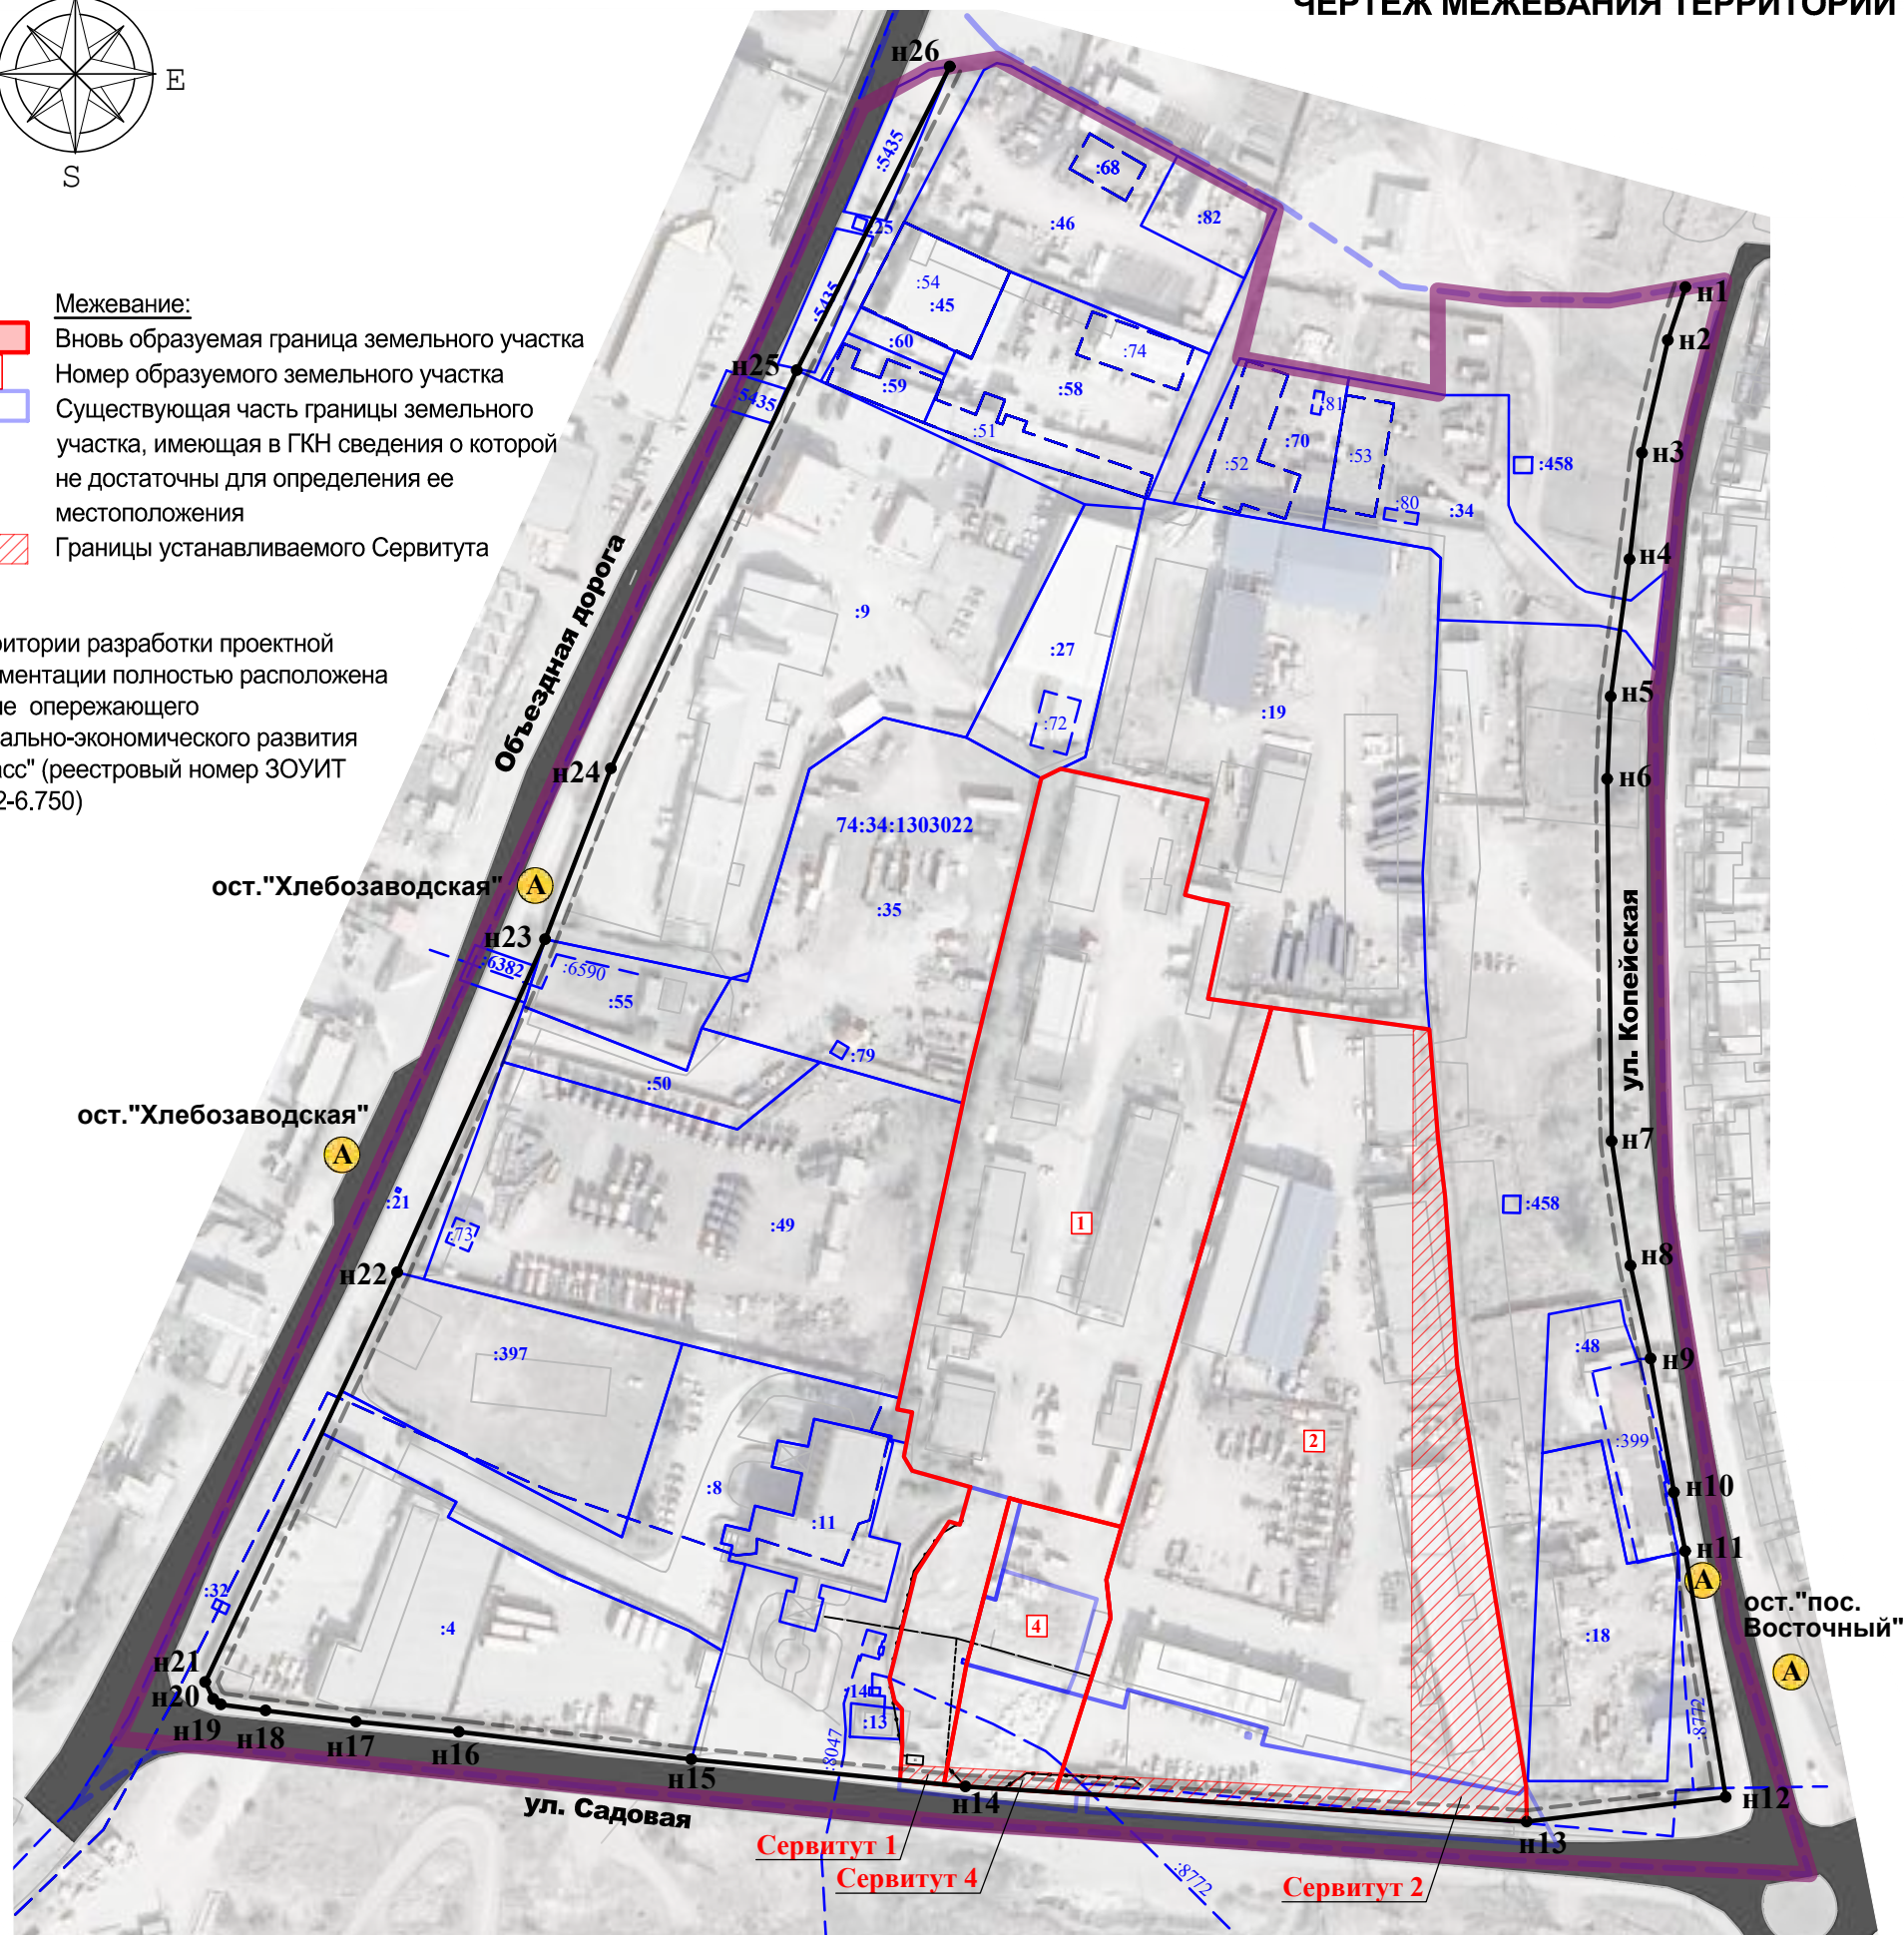 ЧЕРТЕЖ МЕЖЕВАНИЯ ТЕРРИТОРИИ
E
S
Межевание:
Вновь образуемая граница земельного участка
Номер образуемого земельного участка
Существующая часть границы земельного
участка, имеющая в ГКН сведения о которой
не достаточны для определения ее
местоположения
Границы устанавливаемого Сервитута
ритории разработки проектной
ментации полностью расположена
не опережающего
ально-экономического развития
асс" (реестровый номер ЗОУИТ
2-6.750)
н26
:5435
:68
:46
:82
:25
:54
:45
:5435
н1
н2
:60
:74
н25
:59
:58
:5435
:51
:81
:70
:52
:53
н3
:458
:80
:34
н4
Объездная дорога
:9
:27
н5
:72
:19
н24
н6
74:34:1303022
ост."Хлебозаводская"
А
:35
н23
:6382
:6590
:55
ул. Копейская
:79
:50
ост."Хлебозаводская"
А
н7
:21
:73
:49
1
:458
н22
н8
:397
:48
н9
2
:399
:8
н10
:11
н11
А
:32
ост."пос.
Восточный"
:4
4
:18
н21
А
н20
:14
н19
н18
:13
:8772
н17
н16
:8047
н15
н14
н12
ул. Садовая
н13
Сервитут 1
Сервитут 4
:8772
Сервитут 2